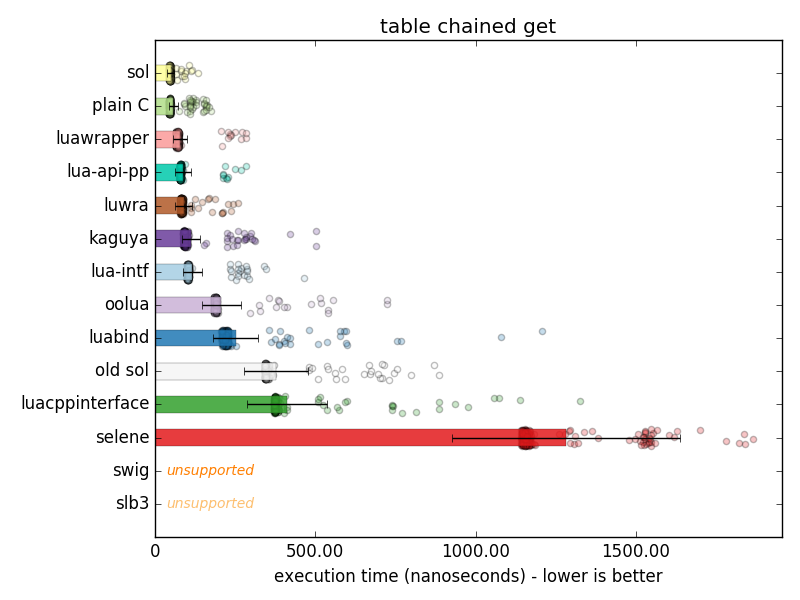 table chained get
sol
plain C
luawrapper
lua-api-pp
luwra
kaguya
lua-intf
oolua
luabind
old sol
luacppinterface
selene
swig unsupported
slb3 unsupported
0 500.00 1000.00 1500.00
execution time (nanoseconds) - lower is better